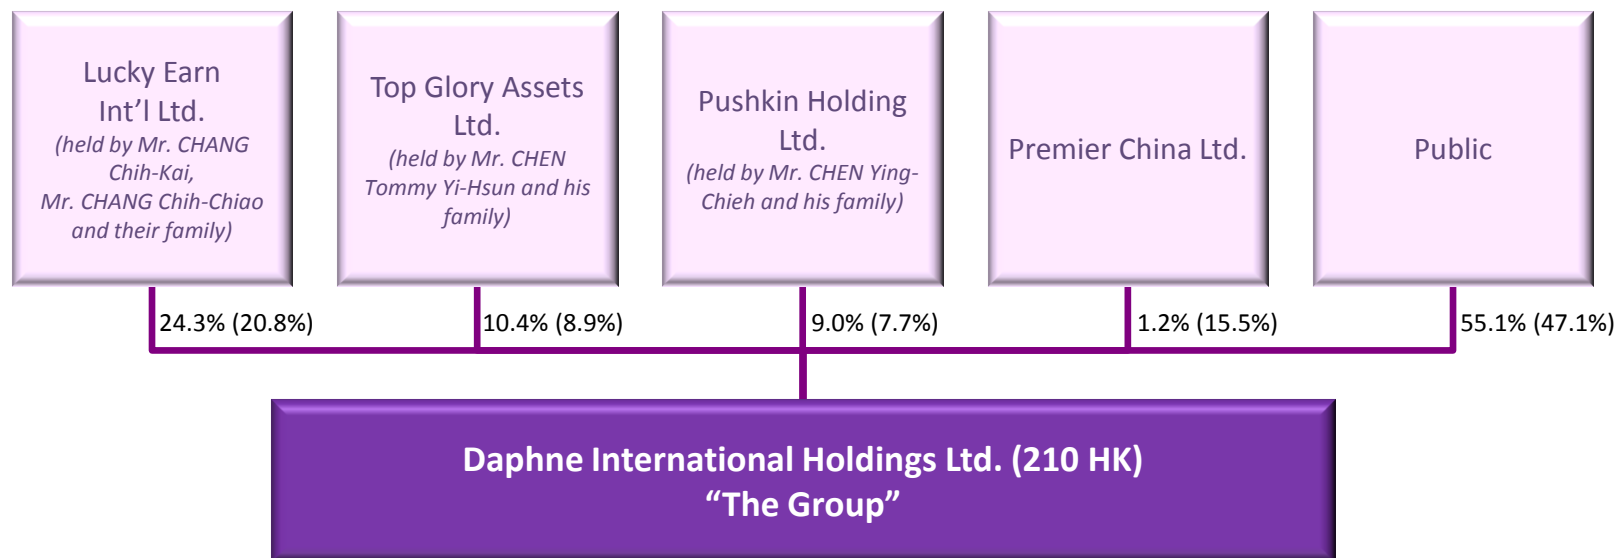 Lucky Earn
Int’l Ltd.
(held by Mr. CHANG
Chih-Kai,
Mr. CHANG Chih-Chiao
and their family)
Top Glory Assets
Ltd.
(held by Mr. CHEN
Tommy Yi-Hsun and his
family)
Pushkin Holding
Ltd.
(held by Mr. CHEN Ying-
Chieh and his family)
Premier China Ltd.
Public
24.3% (20.8%)
10.4% (8.9%)
9.0% (7.7%)
1.2% (15.5%)
55.1% (47.1%)
Daphne International Holdings Ltd. (210 HK)
“The Group”